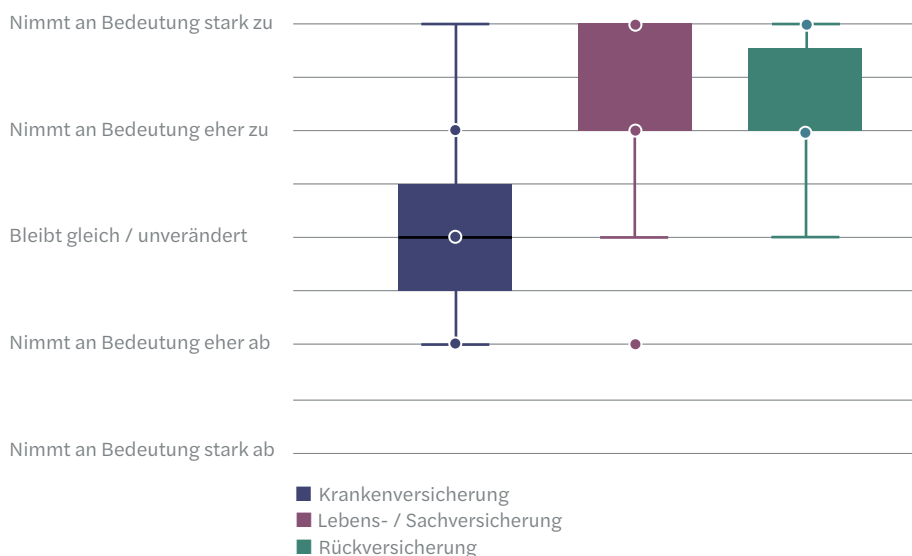 Nimmt an Bedeutung stark zu
Nimmt an Bedeutung eher zu
Bleibt gleich / unverändert
Nimmt an Bedeutung eher ab
Nimmt an Bedeutung stark ab
Krankenversicherung
Lebens- / Sachversicherung
Rückversicherung